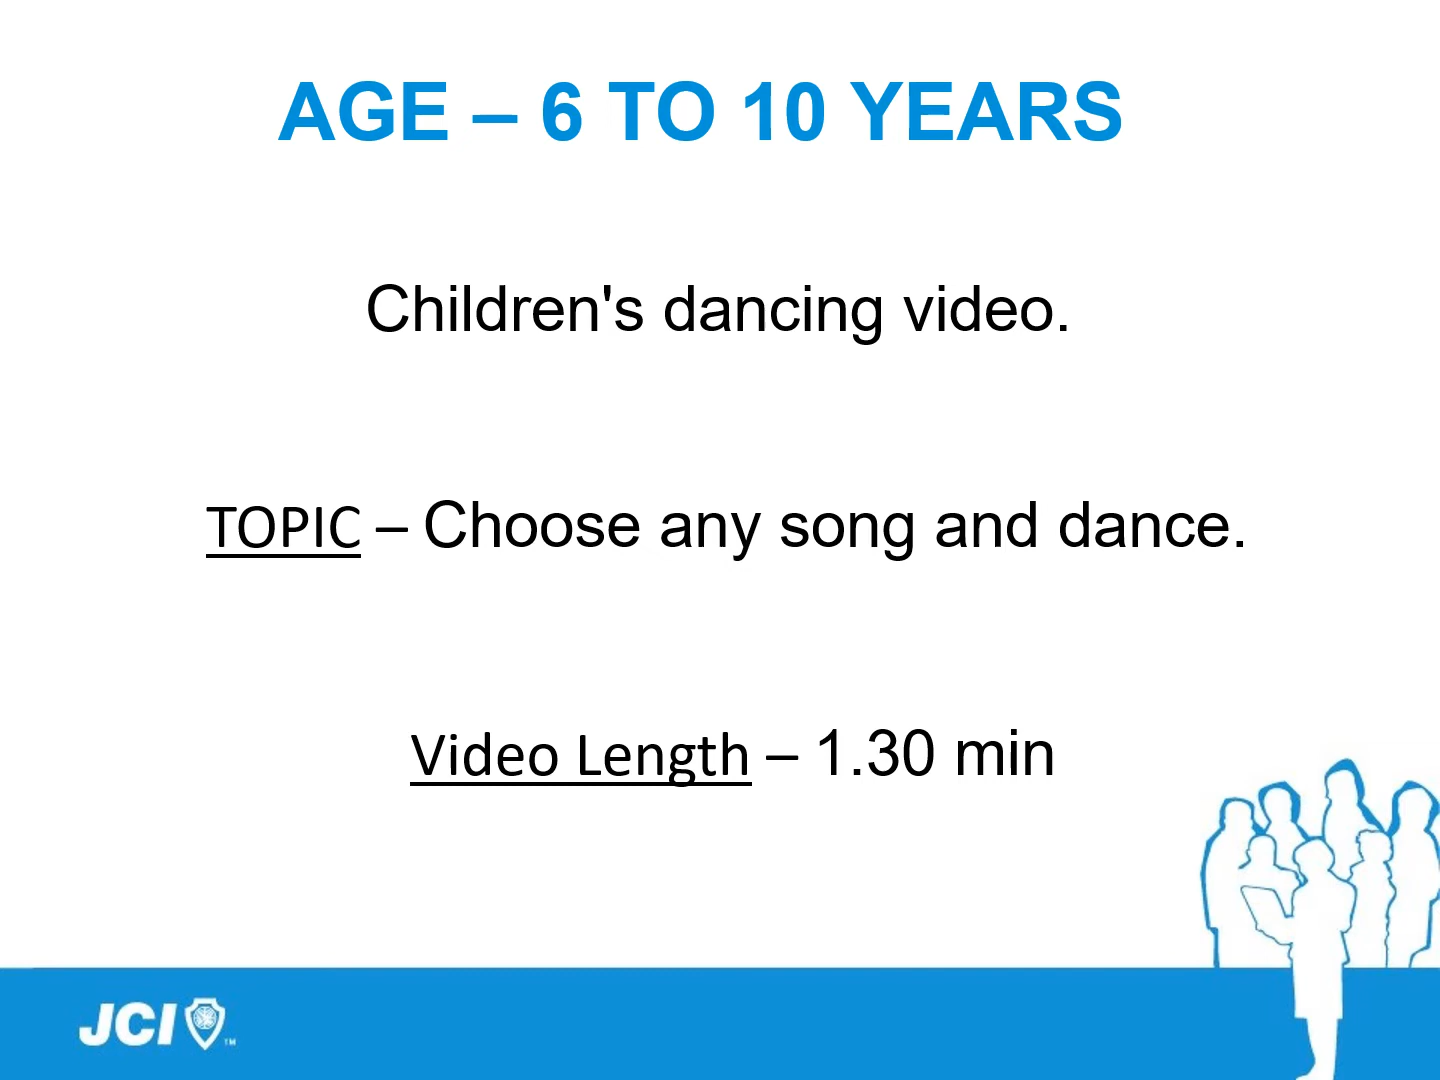 AGE – 6 TO 10 YEARS
Children's dancing video.
TOPIC – Choose any song and dance.
Video Length – 1.30 min
JCI TM